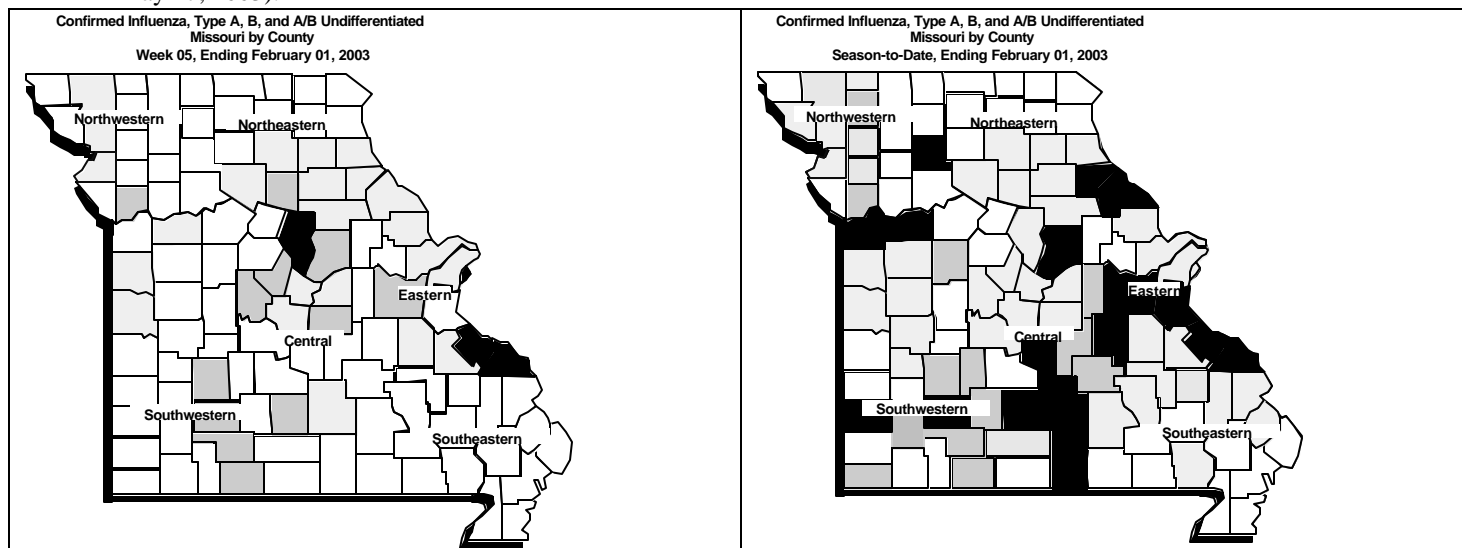 Confirmed Influenza, Type A, B, and A/B Undifferentiated
Missouri by County
Week 05, Ending February 01, 2003
Northwestern
Northeastern
Eastern
Central
Southwestern
Southeastern
Confirmed Influenza, Type A, B, and A/B Undifferentiated
Missouri by County
Season-to-Date, Ending February 01, 2003
Northwestern
Northeastern
Eastern
Central
Southwestern
Southeastern